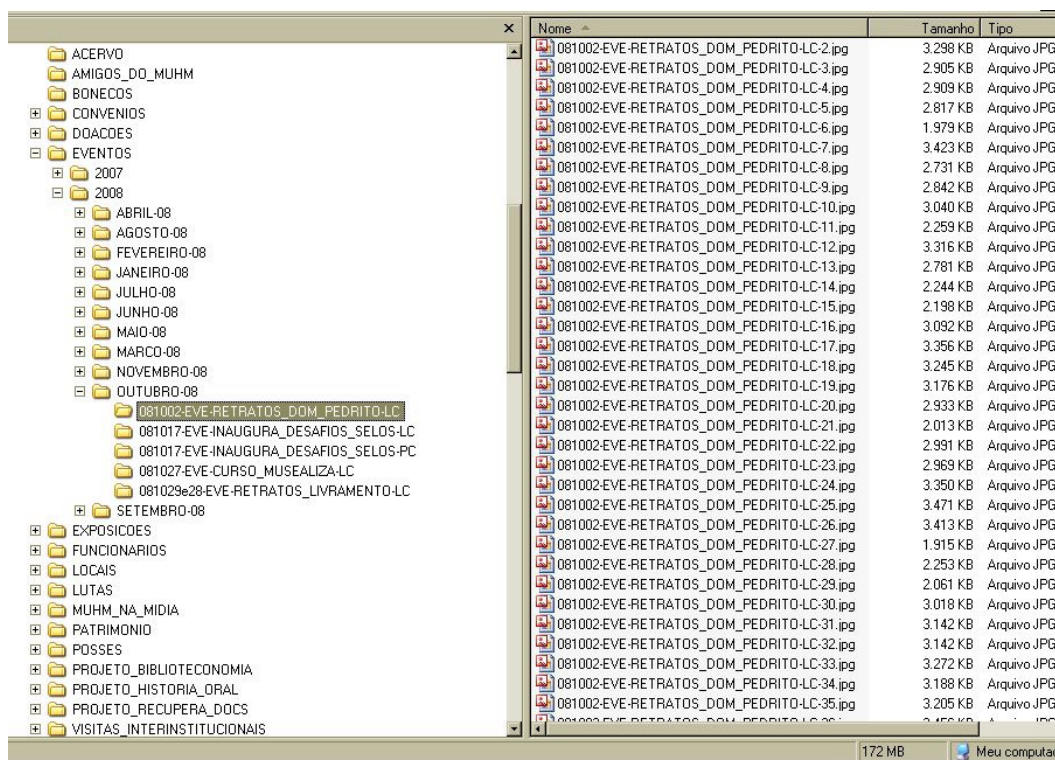 ACERVO
AMIGOS_DO_MUHM
BONECOS
CONVENIOS
DOACOES
EVENTOS
2007
2008
ABRIL-08
AGOSTO-08
FEVEREIRO-08
JANEIRO-08
JULHO-08
JUNHO-08
MAIO-08
MARCO-08
NOVEMBRO-08
OUTUBRO-08
081002-EVE-RETRATOS_DOM_PEDRITO-LC
081017-EVE-INAUGURA_DESAFIOS_SELOS-LC
081017-EVE-INAUGURA_DESAFIOS_SELOS-PC
081027-EVE-CURSO_MUSEALIZA-LC
081029e28-EVE-RETRATOS_LIVRAMENTO-LC
SETEMBRO-08
EXPOSICOES
FUNCIONARIOS
LOCAIS
LUTAS
MUHM_NA_MIDIA
PATRIMONIO
POSSES
PROJETO_BIBLIOTECONOMIA
PROJETO_HISTORIA_ORAL
PROJETO_RECUPERA_DOCS
VISITAS_INTERINSTITUCIONAIS
Nome Tamanho Tipo
081002-EVE-RETRATOS_DOM_PEDRITO-LC-2.jpg 3.298 KB Arquivo JPG
081002-EVE-RETRATOS_DOM_PEDRITO-LC-3.jpg 2.905 KB Arquivo JPG
081002-EVE-RETRATOS_DOM_PEDRITO-LC-4.jpg 2.909 KB Arquivo JPG
081002-EVE-RETRATOS_DOM_PEDRITO-LC-5.jpg 2.817 KB Arquivo JPG
081002-EVE-RETRATOS_DOM_PEDRITO-LC-6.jpg 1.979 KB Arquivo JPG
081002-EVE-RETRATOS_DOM_PEDRITO-LC-7.jpg 3.423 KB Arquivo JPG
081002-EVE-RETRATOS_DOM_PEDRITO-LC-8.jpg 2.731 KB Arquivo JPG
081002-EVE-RETRATOS_DOM_PEDRITO-LC-9.jpg 2.842 KB Arquivo JPG
081002-EVE-RETRATOS_DOM_PEDRITO-LC-10.jpg 3.040 KB Arquivo JPG
081002-EVE-RETRATOS_DOM_PEDRITO-LC-11.jpg 2.259 KB Arquivo JPG
081002-EVE-RETRATOS_DOM_PEDRITO-LC-12.jpg 3.316 KB Arquivo JPG
081002-EVE-RETRATOS_DOM_PEDRITO-LC-13.jpg 2.781 KB Arquivo JPG
081002-EVE-RETRATOS_DOM_PEDRITO-LC-14.jpg 2.244 KB Arquivo JPG
081002-EVE-RETRATOS_DOM_PEDRITO-LC-15.jpg 2.198 KB Arquivo JPG
081002-EVE-RETRATOS_DOM_PEDRITO-LC-16.jpg 3.092 KB Arquivo JPG
081002-EVE-RETRATOS_DOM_PEDRITO-LC-17.jpg 3.356 KB Arquivo JPG
081002-EVE-RETRATOS_DOM_PEDRITO-LC-18.jpg 3.245 KB Arquivo JPG
081002-EVE-RETRATOS_DOM_PEDRITO-LC-19.jpg 3.176 KB Arquivo JPG
081002-EVE-RETRATOS_DOM_PEDRITO-LC-20.jpg 2.933 KB Arquivo JPG
081002-EVE-RETRATOS_DOM_PEDRITO-LC-21.jpg 2.013 KB Arquivo JPG
081002-EVE-RETRATOS_DOM_PEDRITO-LC-22.jpg 2.991 KB Arquivo JPG
081002-EVE-RETRATOS_DOM_PEDRITO-LC-23.jpg 2.969 KB Arquivo JPG
081002-EVE-RETRATOS_DOM_PEDRITO-LC-24.jpg 3.350 KB Arquivo JPG
081002-EVE-RETRATOS_DOM_PEDRITO-LC-25.jpg 3.471 KB Arquivo JPG
081002-EVE-RETRATOS_DOM_PEDRITO-LC-26.jpg 3.413 KB Arquivo JPG
081002-EVE-RETRATOS_DOM_PEDRITO-LC-27.jpg 1.915 KB Arquivo JPG
081002-EVE-RETRATOS_DOM_PEDRITO-LC-28.jpg 2.253 KB Arquivo JPG
081002-EVE-RETRATOS_DOM_PEDRITO-LC-29.jpg 2.061 KB Arquivo JPG
081002-EVE-RETRATOS_DOM_PEDRITO-LC-30.jpg 3.018 KB Arquivo JPG
081002-EVE-RETRATOS_DOM_PEDRITO-LC-31.jpg 3.142 KB Arquivo JPG
081002-EVE-RETRATOS_DOM_PEDRITO-LC-32.jpg 3.142 KB Arquivo JPG
081002-EVE-RETRATOS_DOM_PEDRITO-LC-33.jpg 3.272 KB Arquivo JPG
081002-EVE-RETRATOS_DOM_PEDRITO-LC-34.jpg 3.188 KB Arquivo JPG
081002-EVE-RETRATOS_DOM_PEDRITO-LC-35.jpg 3.205 KB Arquivo JPG
172 MB Meu computad